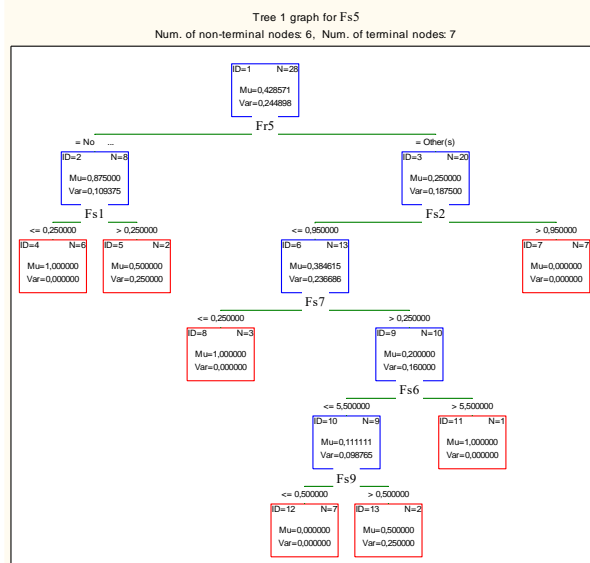 Tree 1 graph for Fs5
Num. of non-terminal nodes: 6, Num. of terminal nodes: 7
ID=1 N=28
Mu=0,428571
Var=0,244898
Fr5
= No ... = Other(s)
ID=2 N=8 ID=3 N=20
Mu=0,875000 Mu=0,250000
Var=0,109375 Var=0,187500
Fs1 Fs2
<= 0,250000 > 0,250000 <= 0,950000 > 0,950000
ID=4 N=6 ID=5 N=2 ID=6 N=13 ID=7 N=7
Mu=1,000000 Mu=0,500000 Mu=0,384615 Mu=0,000000
Var=0,000000 Var=0,250000 Var=0,236686 Var=0,000000
Fs7
<= 0,250000 > 0,250000
ID=8 N=3 ID=9 N=10
Mu=1,000000 Mu=0,200000
Var=0,000000 Var=0,160000
Fs6
<= 5,500000 > 5,500000
ID=10 N=9 ID=11 N=1
Mu=0,111111 Mu=1,000000
Var=0,098765 Var=0,000000
Fs9
<= 0,500000 > 0,500000
ID=12 N=7 ID=13 N=2
Mu=0,000000 Mu=0,500000
Var=0,000000 Var=0,250000